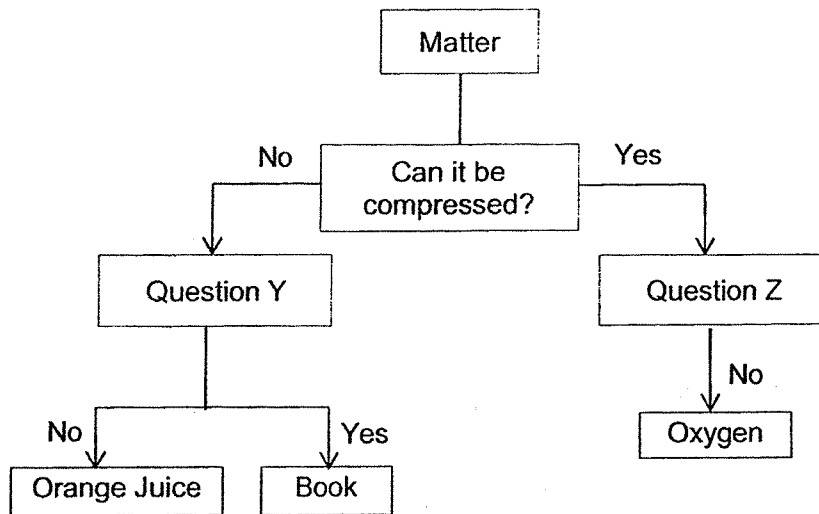 Matter
No
Yes
Can it be
compressed?
Question Y
Question Z
No
Yes
No
Orange Juice
Book
Oxygen